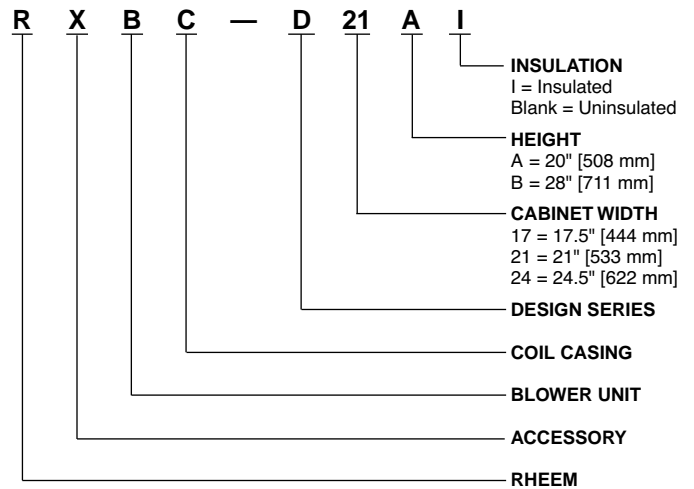 R X B C — D 21 A I
INSULATION
I = Insulated
Blank = Uninsulated
HEIGHT
A = 20" [508 mm]
B = 28" [711 mm]
CABINET WIDTH
17 = 17.5" [444 mm]
21 = 21" [533 mm]
24 = 24.5" [622 mm]
DESIGN SERIES
COIL CASING
BLOWER UNIT
ACCESSORY
RHEEM